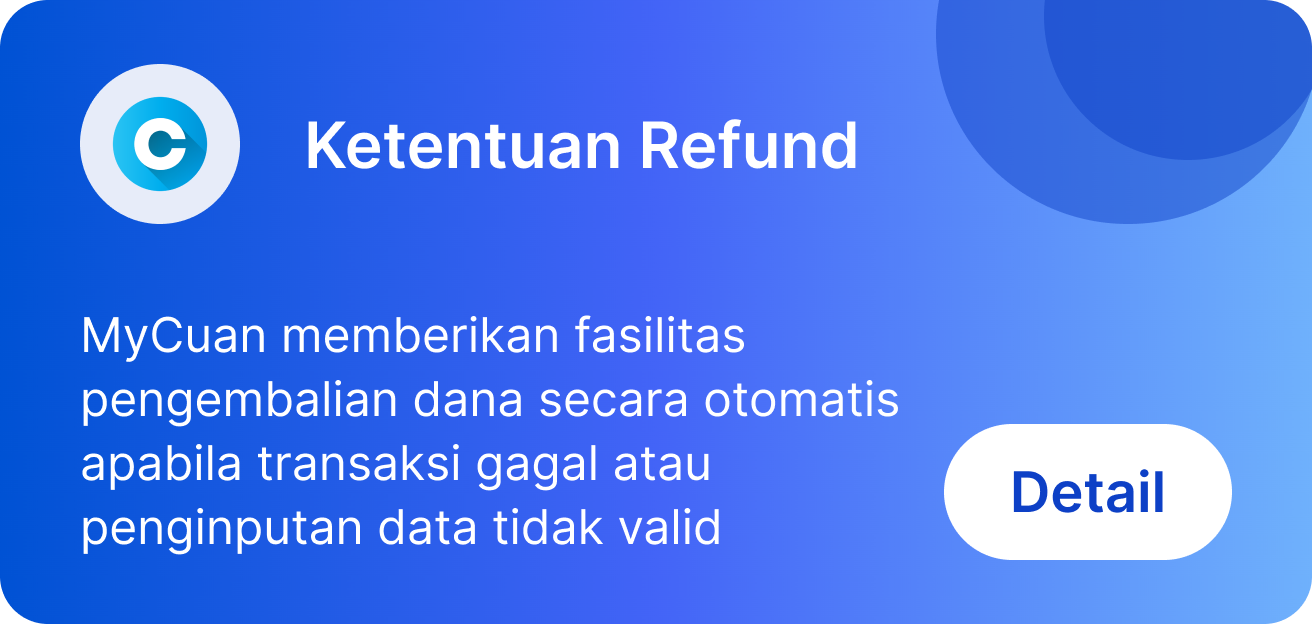 Ketentuan Refund
MyCuan memberikan fasilitas
pengembalian dana secara otomatis
apabila transaksi gagal atau
penginputan data tidak valid
Detail